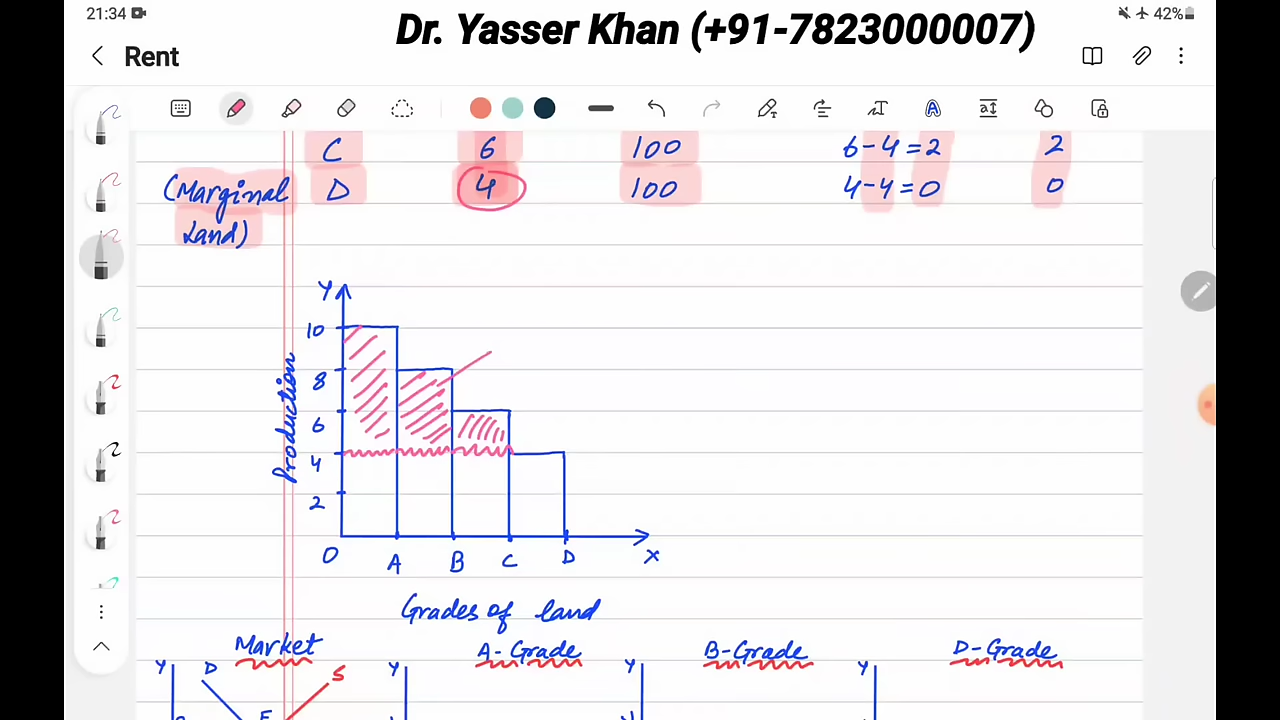 21:34
Dr. Yasser Khan (+91-7823000007)
42%
Rent
C 6 100 6-4=2 2
(Marginal D 4 100 4-4=0 0
Land)
Y
10
8
6
4
2
Production
O A B C D X
Grades of land
Market A-Grade B-Grade D-Grade
Y D S Y Y Y
E